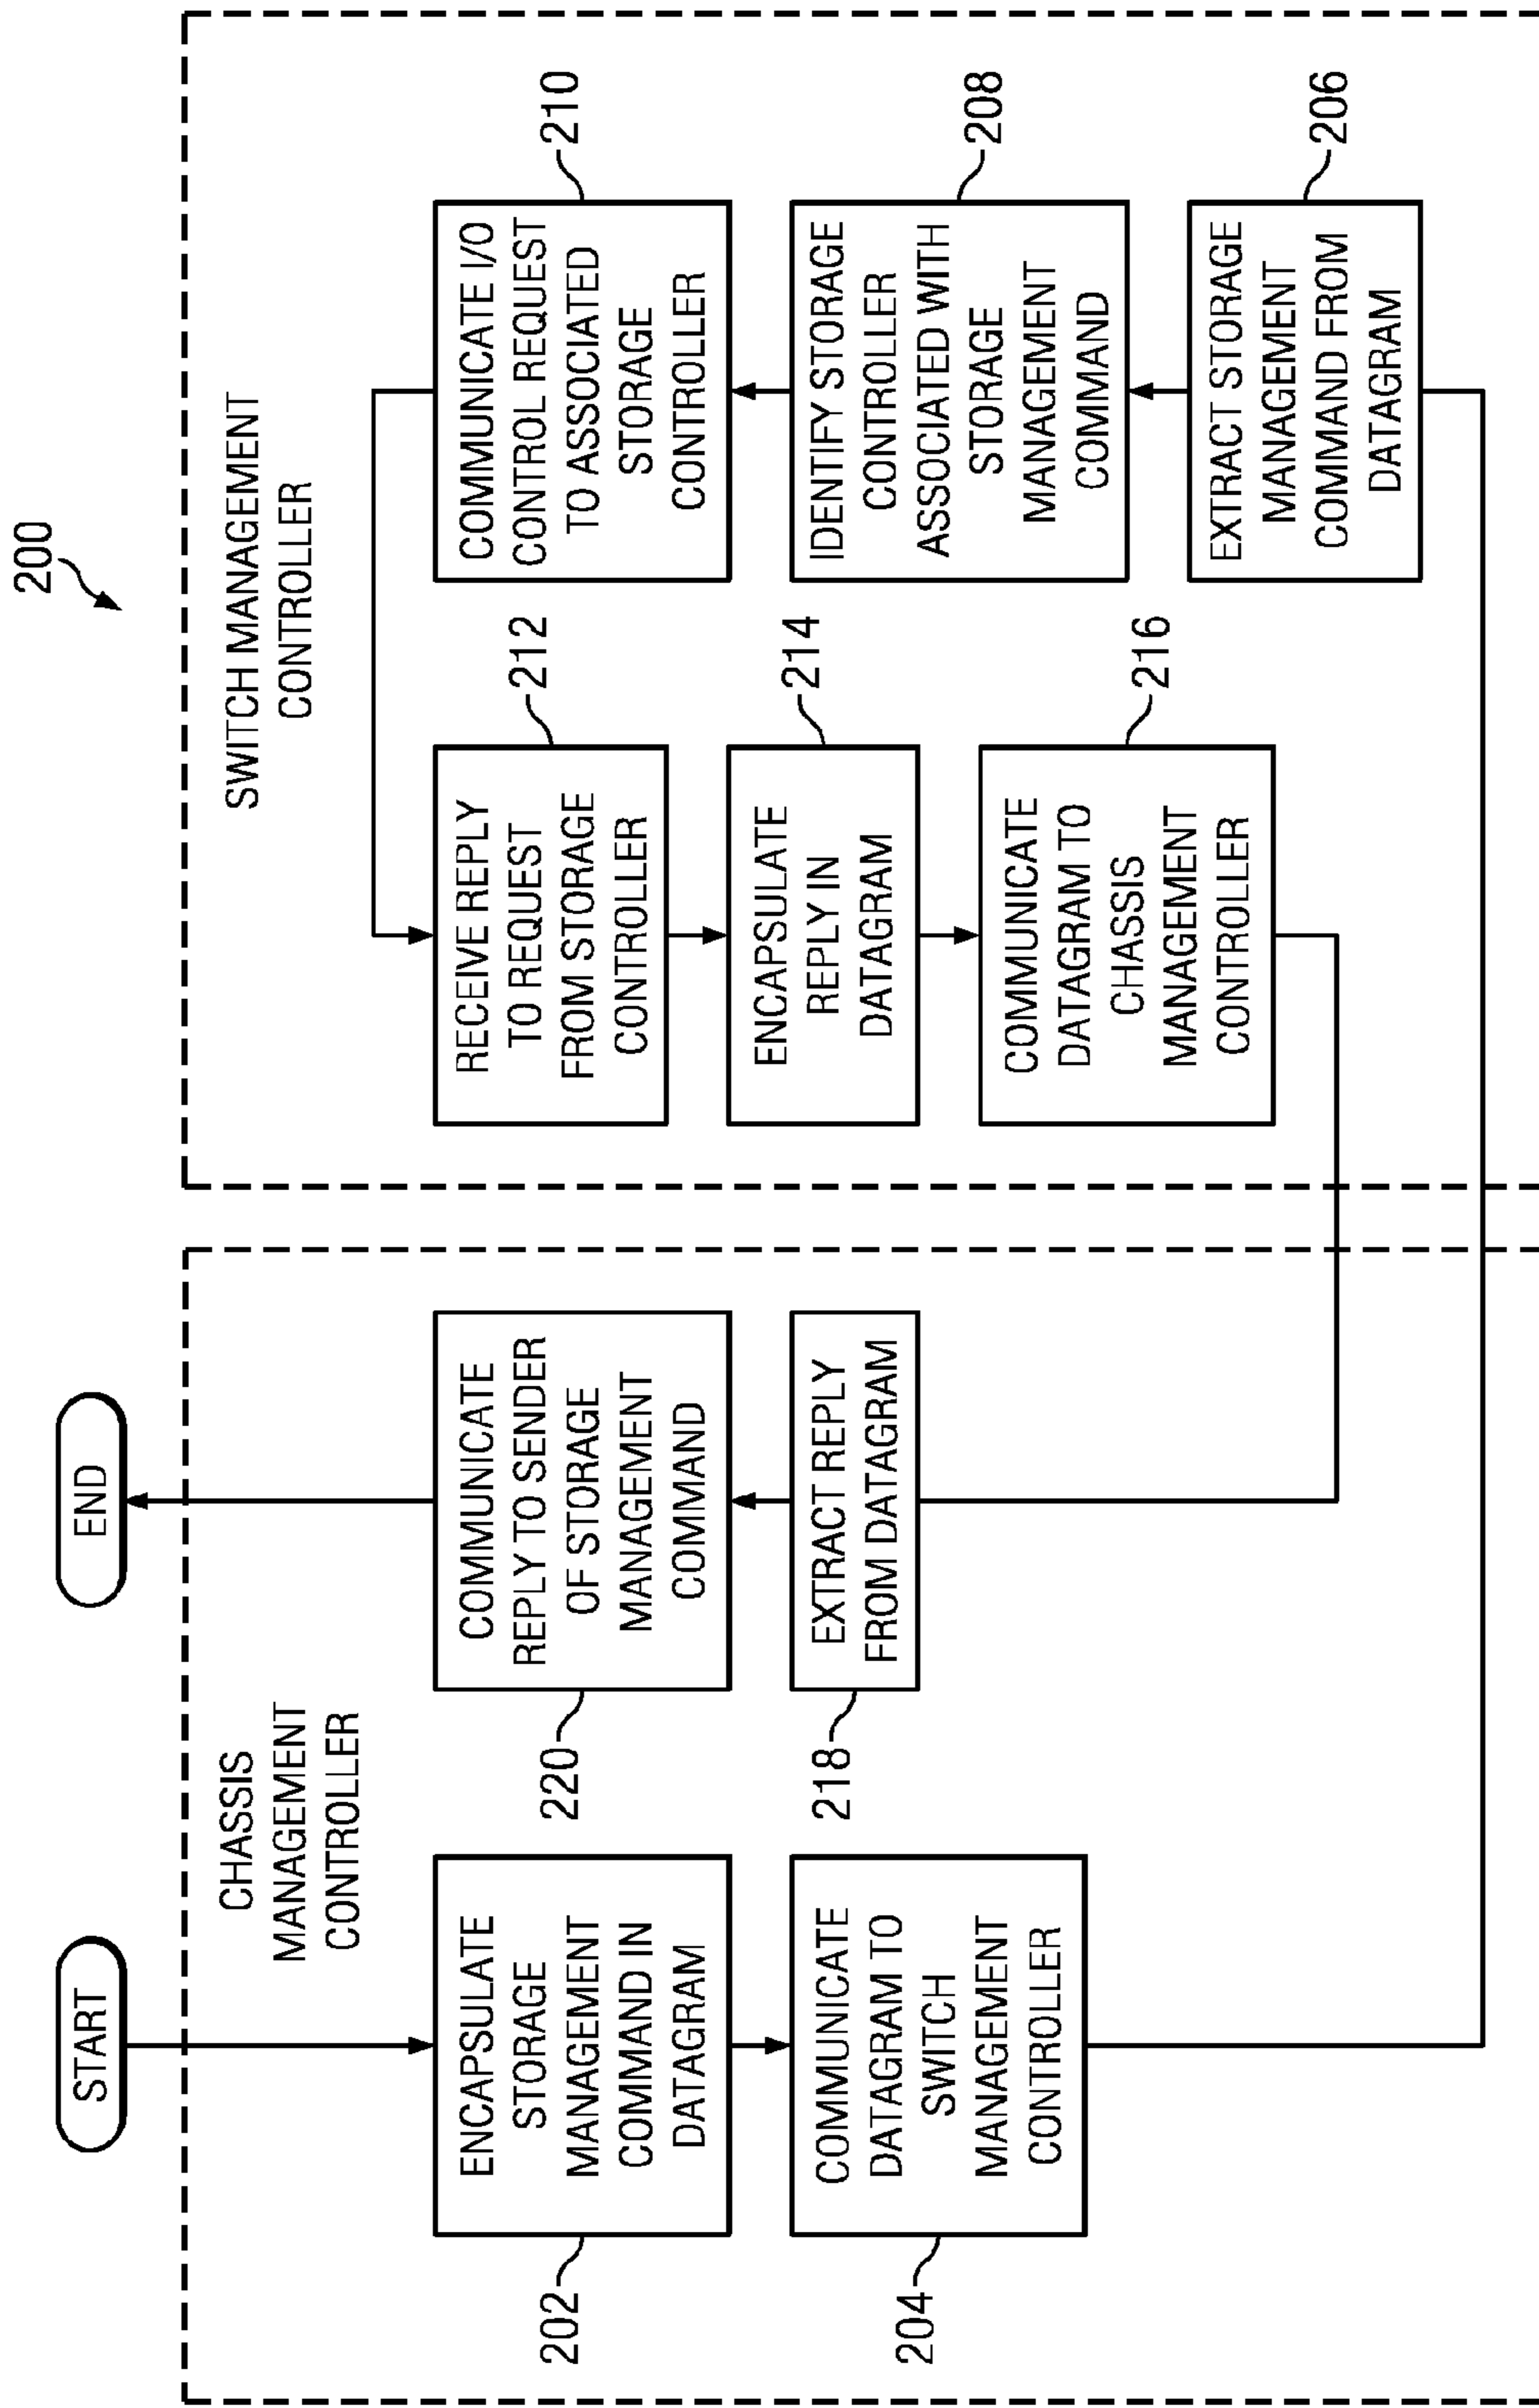 200
START
END
CHASSIS
MANAGEMENT
CONTROLLER
202
ENCAPSULATE
STORAGE
MANAGEMENT
COMMAND IN
DATAGRAM
204
COMMUNICATE
DATAGRAM TO
SWITCH
MANAGEMENT
CONTROLLER
220
COMMUNICATE
REPLY TO SENDER
OF STORAGE
MANAGEMENT
COMMAND
218
EXTRACT REPLY
FROM DATAGRAM
SWITCH MANAGEMENT
CONTROLLER
RECEIVE REPLY
TO REQUEST
FROM STORAGE
CONTROLLER
212
ENCAPSULATE
REPLY IN
DATAGRAM
214
COMMUNICATE
DATAGRAM TO
CHASSIS
MANAGEMENT
CONTROLLER
216
COMMUNICATE I/O
CONTROL REQUEST
TO ASSOCIATED
STORAGE
CONTROLLER
210
IDENTIFY STORAGE
CONTROLLER
ASSOCIATED WITH
STORAGE
MANAGEMENT
COMMAND
208
EXTRACT STORAGE
MANAGEMENT
COMMAND FROM
DATAGRAM
206